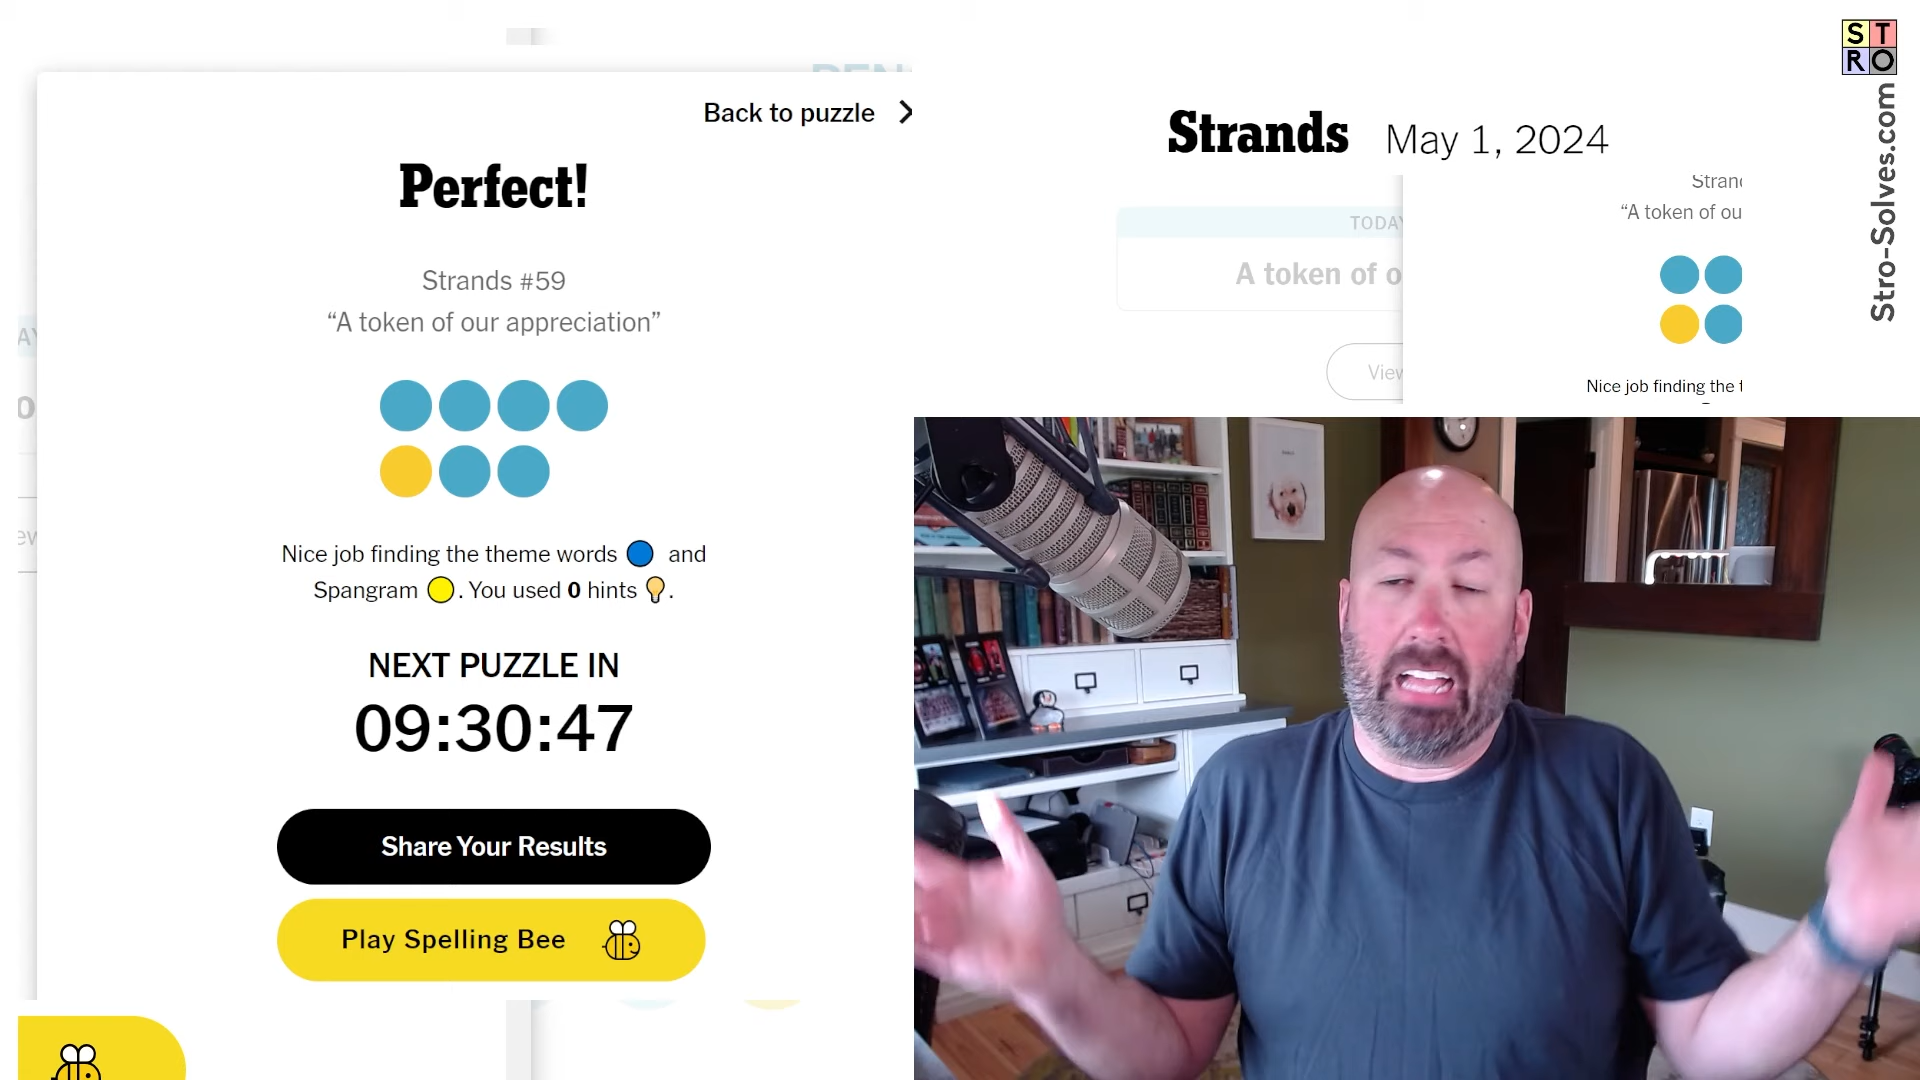 Back to puzzle
Perfect!
Strands #59
“A token of our appreciation”
Nice job finding the theme words and
Spangram . You used 0 hints .
NEXT PUZZLE IN
09:30:47
Share Your Results
Play Spelling Bee
Strands May 1, 2024
TODAY
A token of o
View
Strand
“A token of ou
Nice job finding the t
S T
R O
Stro-Solves.com